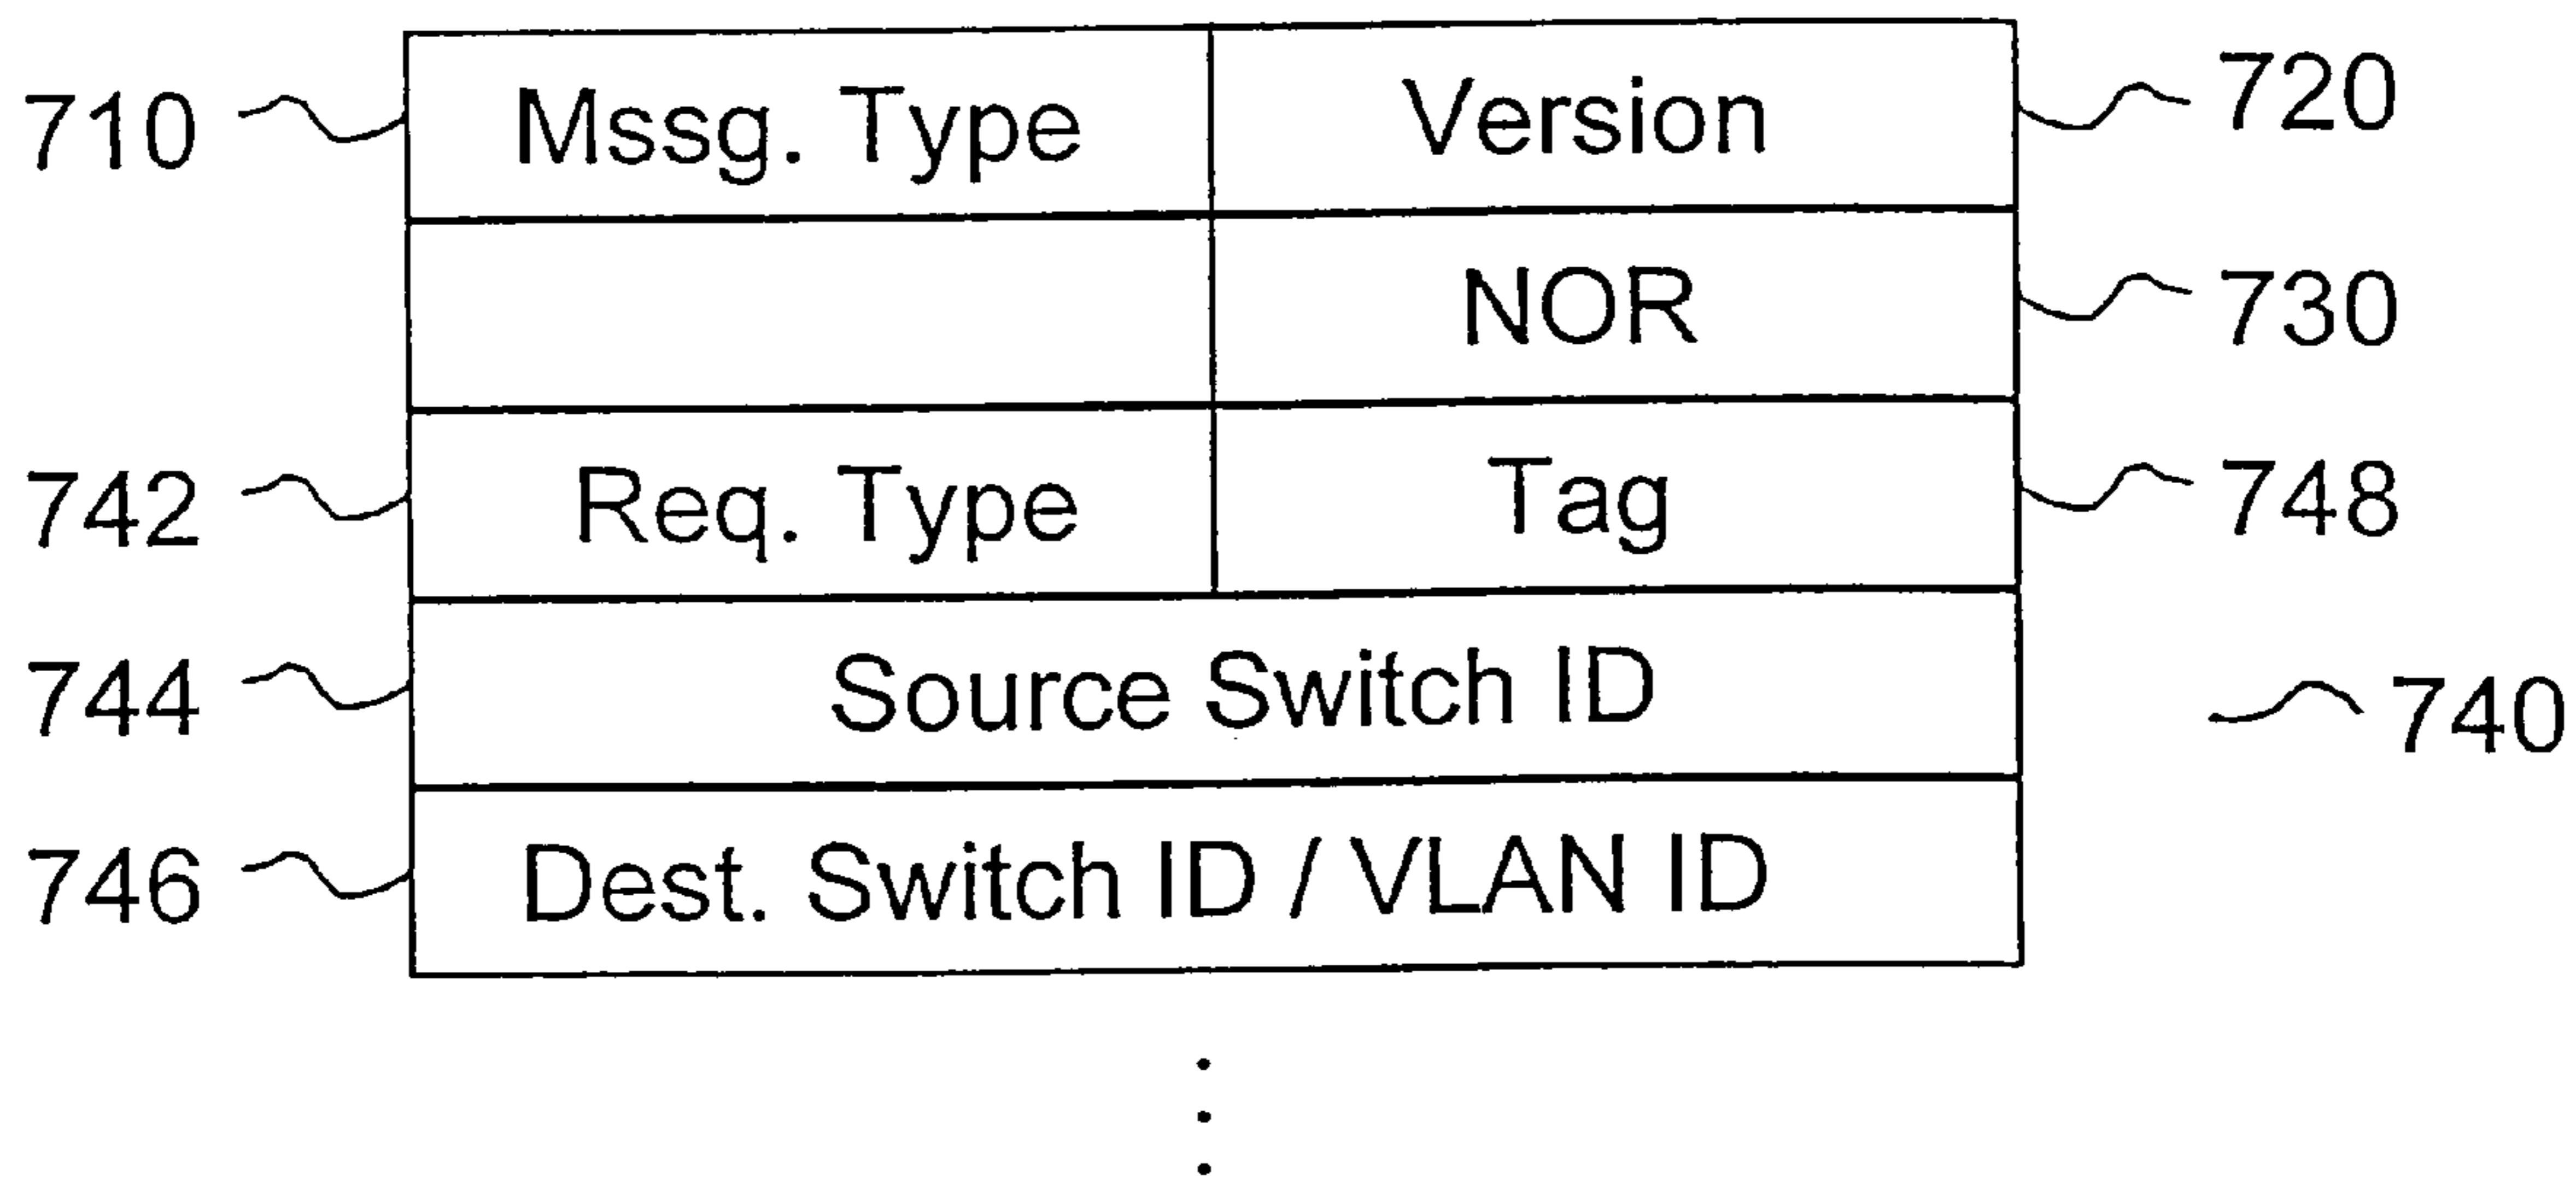 710 Mssg. Type Version 720
NOR 730
742 Req. Type Tag 748
744 Source Switch ID 740
746 Dest. Switch ID / VLAN ID